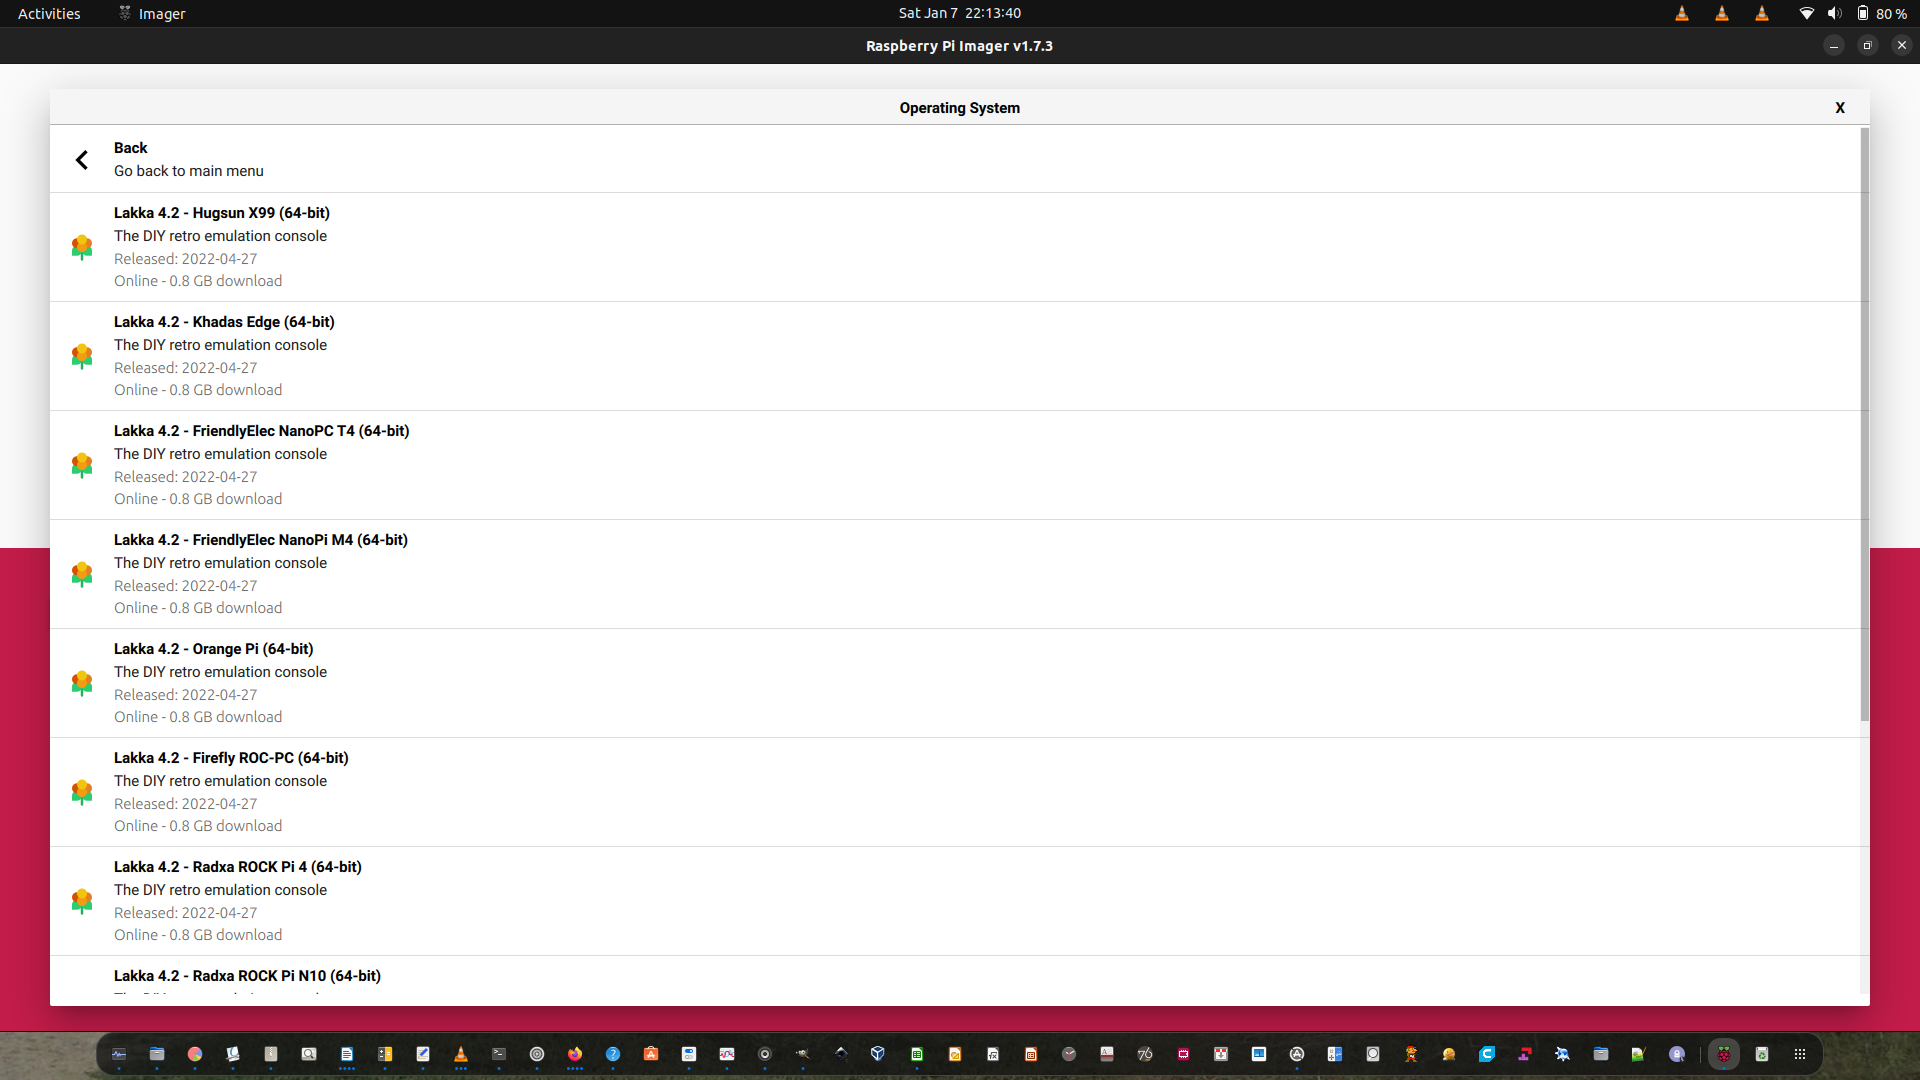 Activities
Imager
Sat Jan 7 22:13:40
80 %
Raspberry Pi Imager v1.7.3
Operating System
X
Back
Go back to main menu
Lakka 4.2 - Hugsun X99 (64-bit)
The DIY retro emulation console
Released: 2022-04-27
Online - 0.8 GB download
Lakka 4.2 - Khadas Edge (64-bit)
The DIY retro emulation console
Released: 2022-04-27
Online - 0.8 GB download
Lakka 4.2 - FriendlyElec NanoPC T4 (64-bit)
The DIY retro emulation console
Released: 2022-04-27
Online - 0.8 GB download
Lakka 4.2 - FriendlyElec NanoPi M4 (64-bit)
The DIY retro emulation console
Released: 2022-04-27
Online - 0.8 GB download
Lakka 4.2 - Orange Pi (64-bit)
The DIY retro emulation console
Released: 2022-04-27
Online - 0.8 GB download
Lakka 4.2 - Firefly ROC-PC (64-bit)
The DIY retro emulation console
Released: 2022-04-27
Online - 0.8 GB download
Lakka 4.2 - Radxa ROCK Pi 4 (64-bit)
The DIY retro emulation console
Released: 2022-04-27
Online - 0.8 GB download
Lakka 4.2 - Radxa ROCK Pi N10 (64-bit)